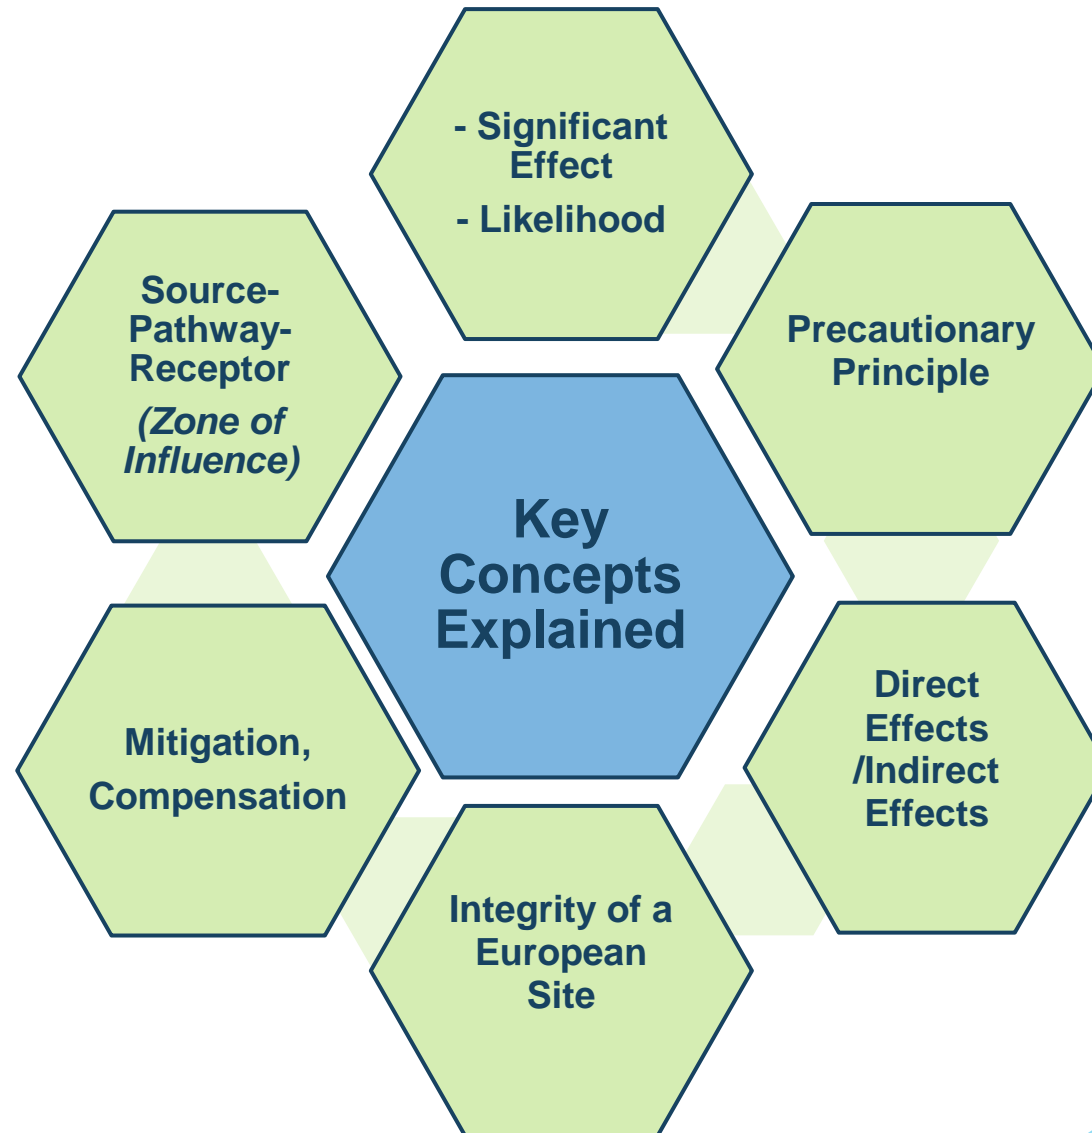 - Significant
Effect
- Likelihood
Precautionary
Principle
Direct
Effects
/Indirect
Effects
Integrity of a
European
Site
Mitigation,
Compensation
Source-
Pathway-
Receptor
(Zone of
Influence)
Key
Concepts
Explained